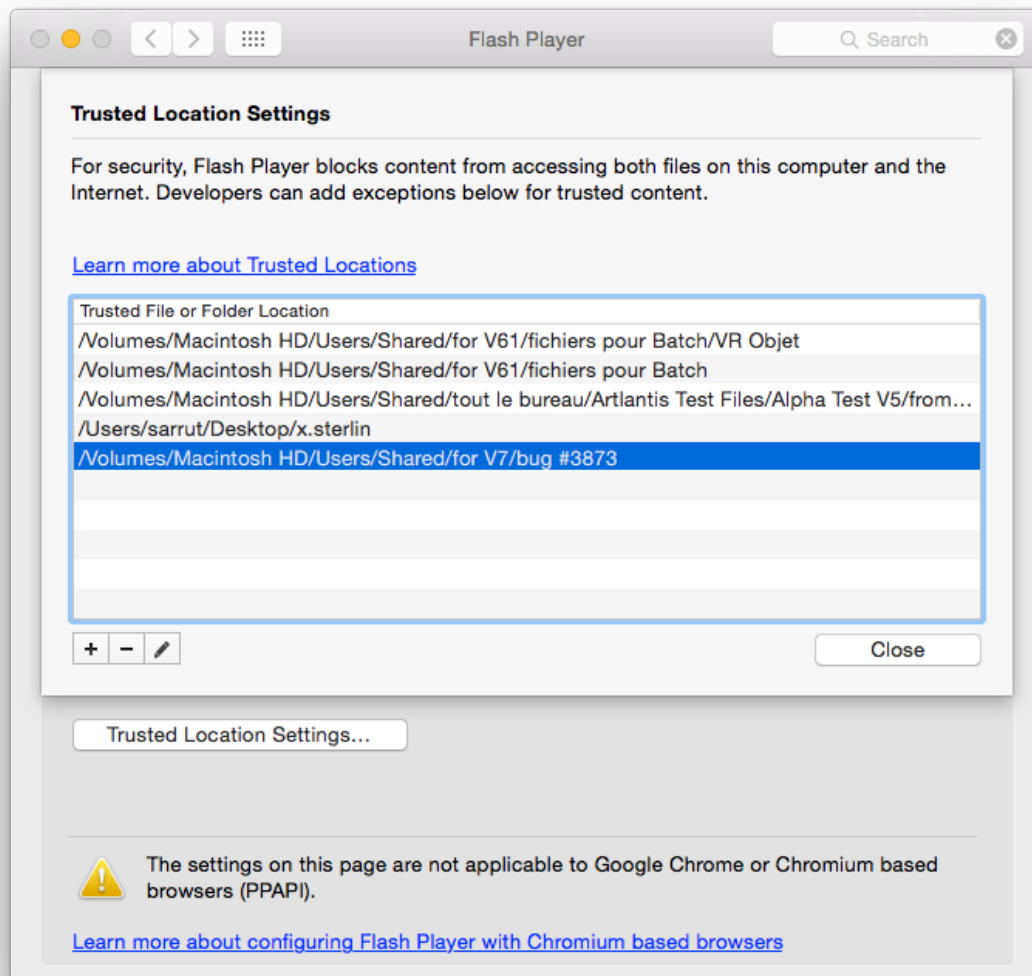 Flash Player
Search
Trusted Location Settings
For security, Flash Player blocks content from accessing both files on this computer and the
Internet. Developers can add exceptions below for trusted content.
Learn more about Trusted Locations
Trusted File or Folder Location
/Volumes/Macintosh HD/Users/Shared/for V61/fichiers pour Batch/VR Objet
/Volumes/Macintosh HD/Users/Shared/for V61/fichiers pour Batch
/Volumes/Macintosh HD/Users/Shared/tout le bureau/Artlantis Test Files/Alpha Test V5/from...
/Users/sarrut/Desktop/x.sterlin
/Volumes/Macintosh HD/Users/Shared/for V7/bug #3873
+ −
Close
Trusted Location Settings...
The settings on this page are not applicable to Google Chrome or Chromium based
browsers (PPAPI).
Learn more about configuring Flash Player with Chromium based browsers